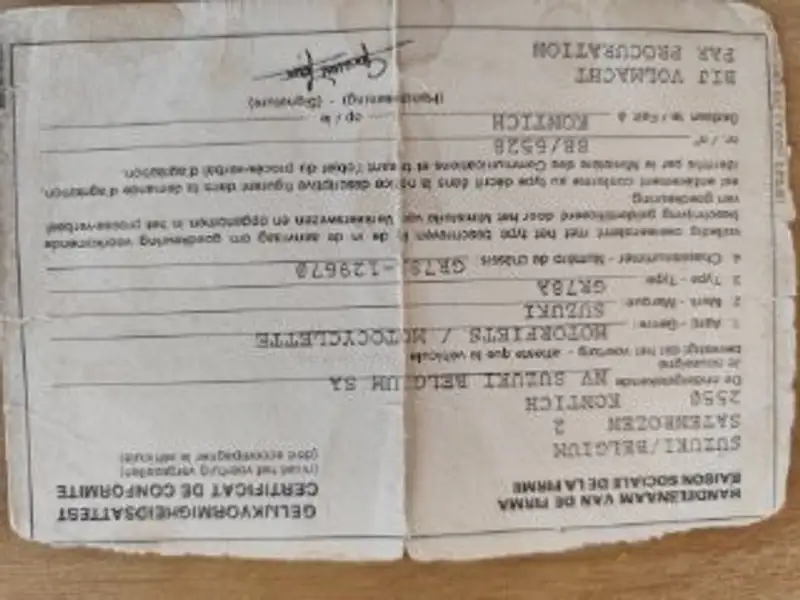 HANDELSNAAM VAN DE FIRMA
RAISON SOCIALE DE LA FIRME
GELIJKVORMIGHEIDSATTEST
CERTIFICAT DE CONFORMITE
(moet het voertuig vergezellen)
(doit accompagner le véhicule)
SUZUKI/BELGIUM
SATENROZEN 2
2550 KONTICH
De ondergetekende NV SUZUKI BELGIUM SA
Je soussigné
bevestigt dat het voertuig - atteste que le véhicule
1. Aard - Genre MOTORFIETS / MOTOCYCLETTE
2. Merk - Marque SUZUKI
3. Type - Type GR78A
4. Chassisnummer - Numéro du châssis GR78 -129670
volledig overeenstemt met het type beschreven in de in de aanvraag om goedkeuring voorkomende
beschrijving geïdentificeerd door het Ministerie van Verkeerswezen en opgenomen in het proces-verbaal
van goedkeuring
est entièrement conforme au type décrit dans la notice descriptive figurant dans la demande d'agréation,
identifié par le Ministère des Communications et faisant l'objet du procès-verbal d'agréation.
nr. / n° 88/6528
Gedaan te / Fait à KONTICH op / le
(Handtekening) - (Signature)
BIJ VOLMACHT
PAR PROCURATION